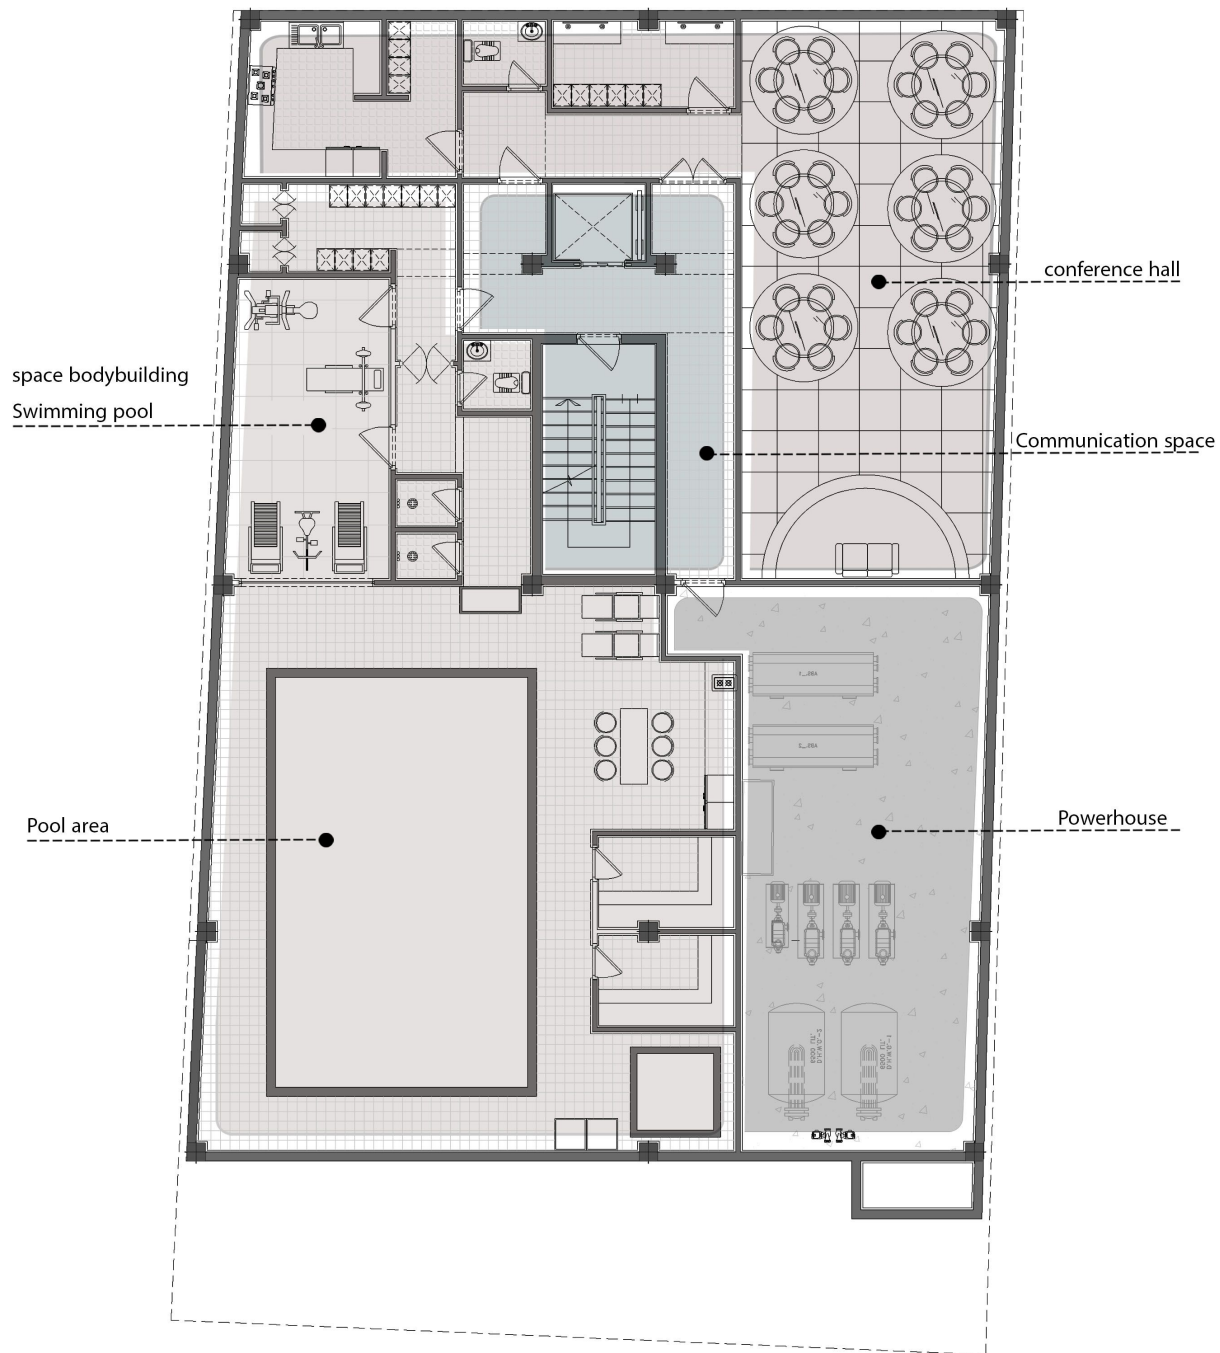 conference hall
space bodybuilding
Swimming pool
Communication space
Pool area
Powerhouse